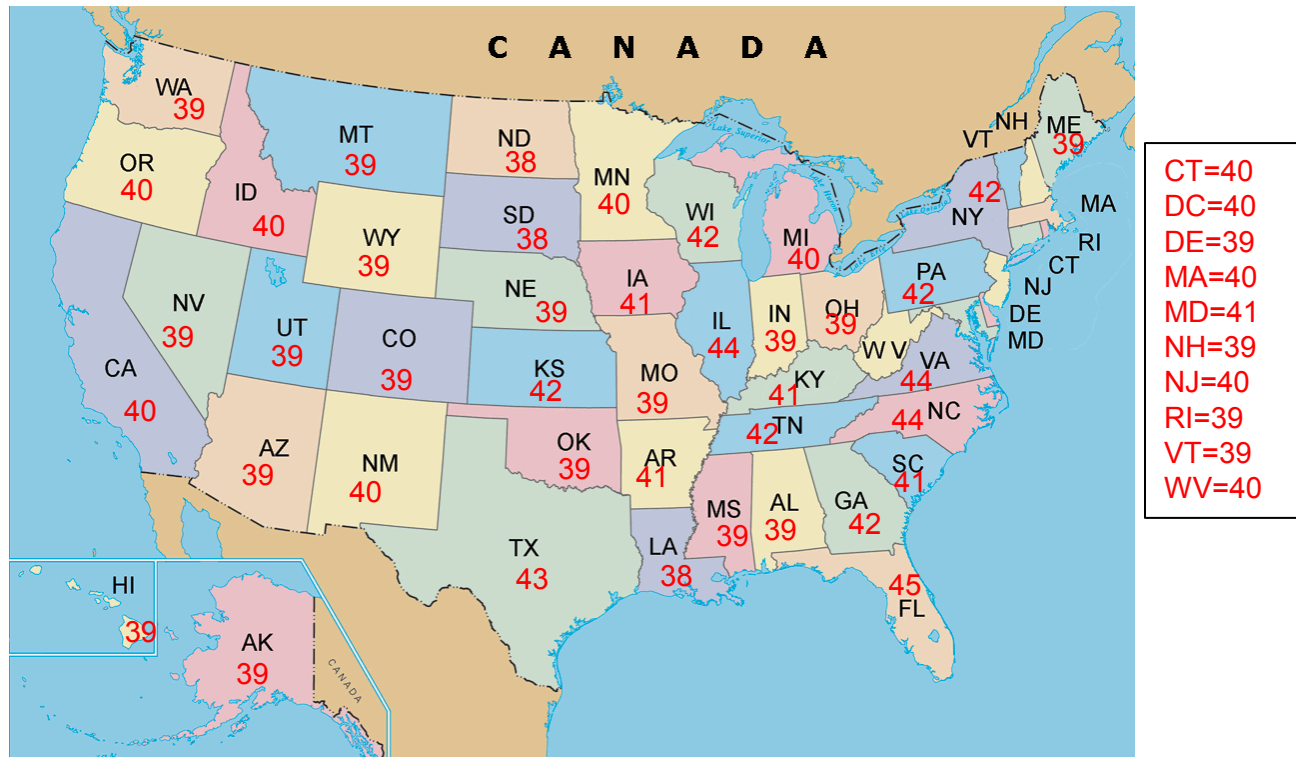 C A N A D A
WA
39
MT
39
ND
38
MN
40
Lake Superior
VT
NH
ME
39
OR
40
ID
40
SD
38
WI
42
MI
40
NY
42
MA
WY
39
RI
CT
NV
39
UT
39
CO
39
NE
39
IA
41
IL
44
IN
39
OH
39
PA
42
NJ
DE
MD
CA
40
KS
42
MO
39
KY
41
W V
VA
44
AZ
39
NM
40
OK
39
AR
41
TN
42
NC
44
SC
41
TX
43
LA
38
MS
39
AL
39
GA
42
FL
45
HI
39
AK
39
CANADA
CT=40
DC=40
DE=39
MA=40
MD=41
NH=39
NJ=40
RI=39
VT=39
WV=40